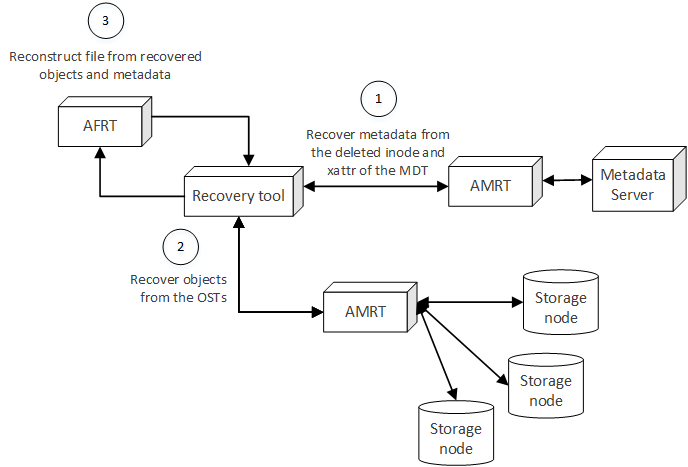 3
Reconstruct file from recovered
objects and metadata
AFRT
1
Recover metadata from
the deleted inode and
xattr of the MDT
Recovery tool
AMRT
Metadata
Server
2
Recover objects
from the OSTs
AMRT
Storage
node
Storage
node
Storage
node